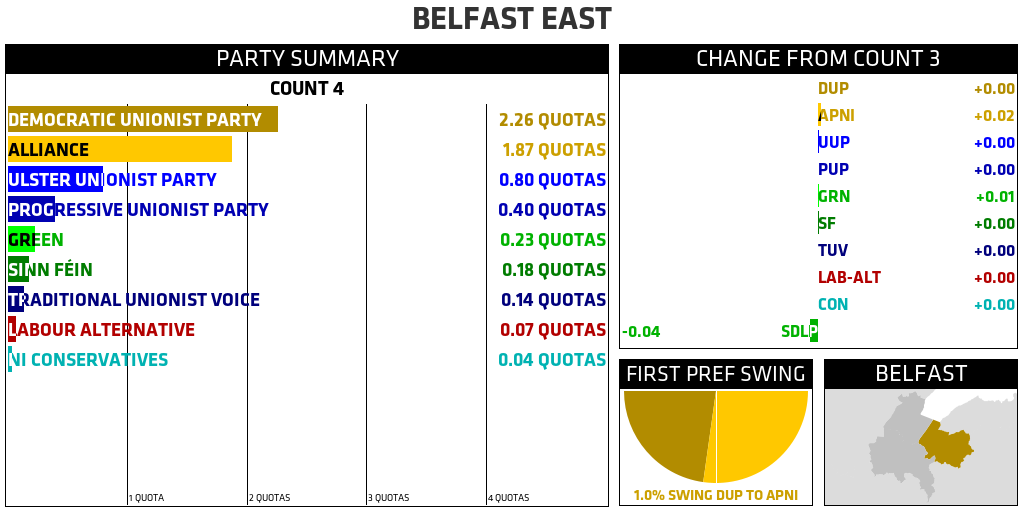 BELFAST EAST
PARTY SUMMARY
COUNT 4
DEMOCRATIC UNIONIST PARTY 2.26 QUOTAS
ALLIANCE 1.87 QUOTAS
ULSTER UNIONIST PARTY 0.80 QUOTAS
PROGRESSIVE UNIONIST PARTY 0.40 QUOTAS
GREEN 0.23 QUOTAS
SINN FÉIN 0.18 QUOTAS
TRADITIONAL UNIONIST VOICE 0.14 QUOTAS
LABOUR ALTERNATIVE 0.07 QUOTAS
NI CONSERVATIVES 0.04 QUOTAS
1 QUOTA 2 QUOTAS 3 QUOTAS 4 QUOTAS
CHANGE FROM COUNT 3
DUP +0.00
APNI +0.02
UUP +0.00
PUP +0.00
GRN +0.01
SF +0.00
TUV +0.00
LAB-ALT +0.00
CON +0.00
-0.04 SDLP
FIRST PREF SWING
1.0% SWING DUP TO APNI
BELFAST